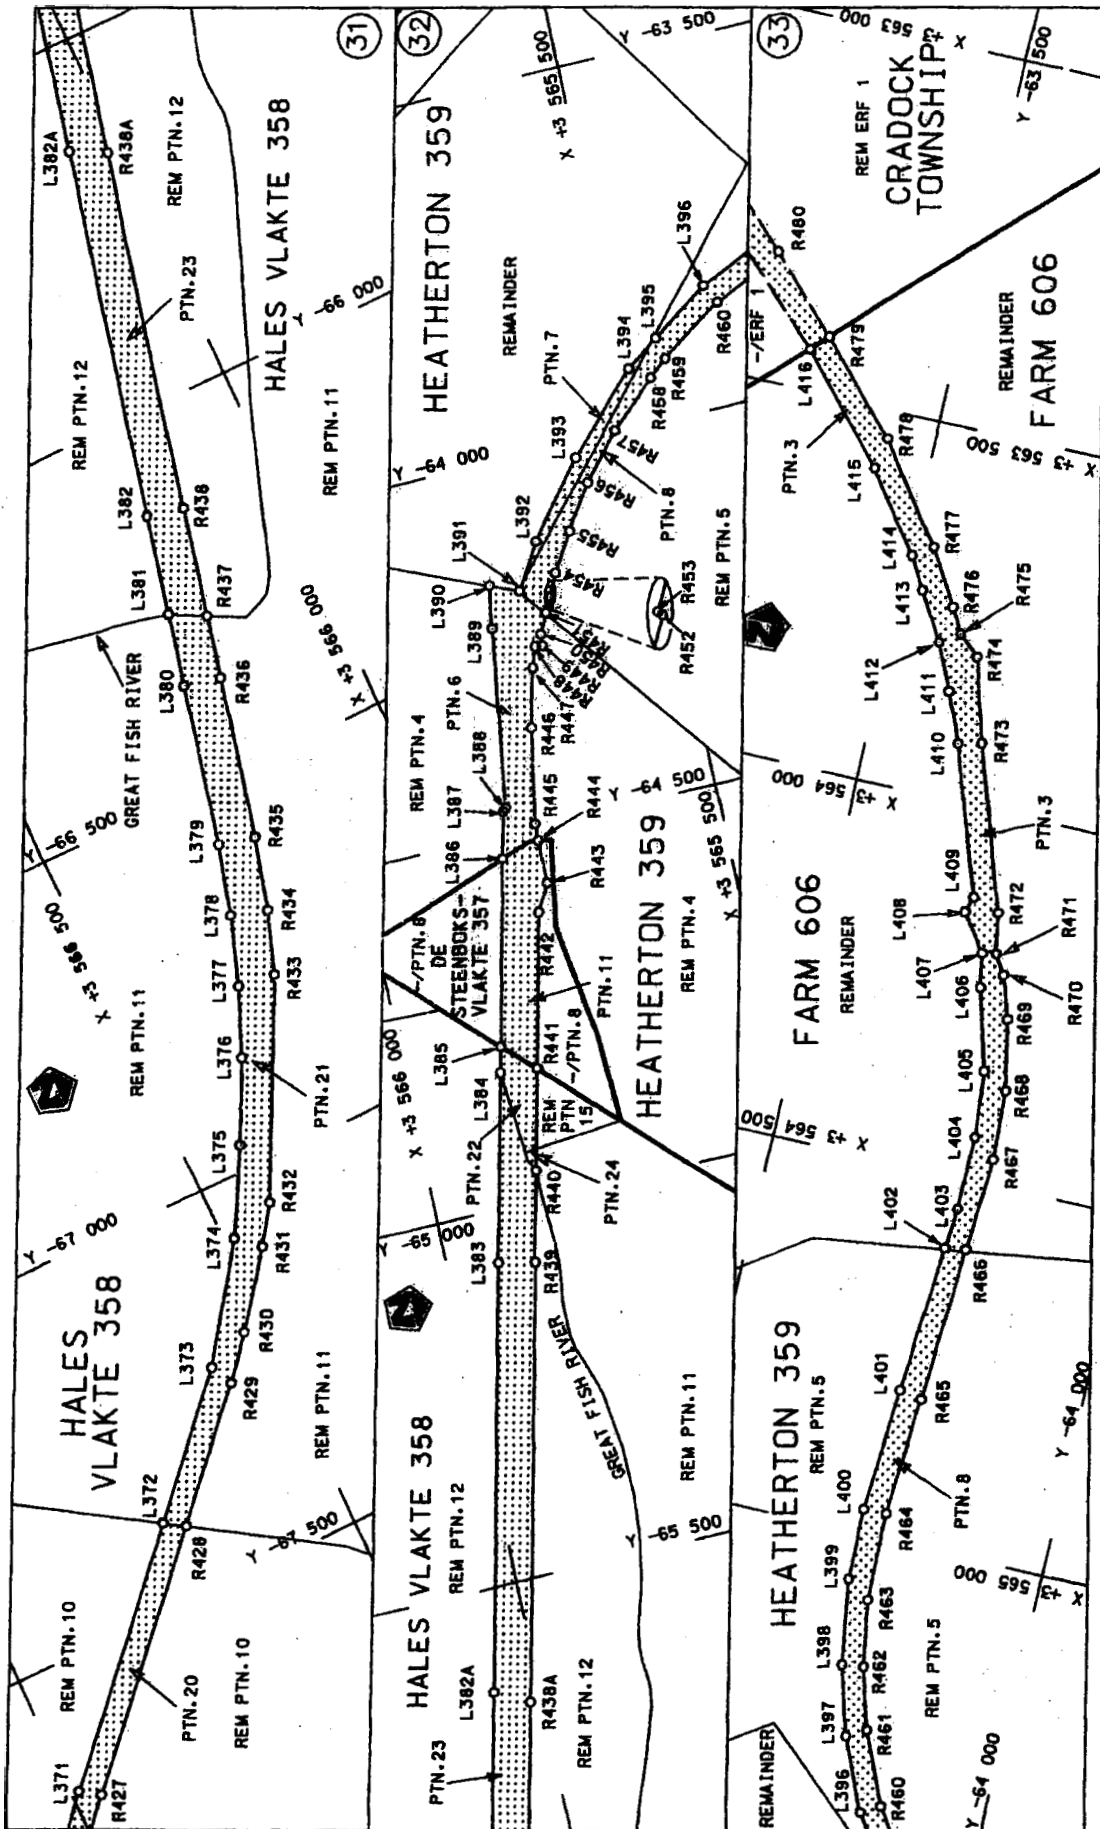 31
HALES
VLAKTE 358
HALES VLAKTE 358
REM PTN.10
REM PTN.10
PTN.20
REM PTN.11
REM PTN.11
PTN.21
GREAT FISH RIVER
REM PTN.12
REM PTN.12
PTN.23
REM PTN.11
L371
L372
L373
L374
L375
L376
L377
L378
L379
L380
L381
L382
L382A
R427
R428
R429
R430
R431
R432
R433
R434
R435
R436
R437
R438
R438A
Y -67 500
Y -67 000
Y -66 500
Y -66 000
X +3 566 500
X +3 566 000
N
32
HALES VLAKTE 358
HEATHERTON 359
HEATHERTON 359
DE
STEENBOKS-
VLAKTE 357
-/PTN.8
PTN.23
REM PTN.12
REM PTN.12
REM PTN.11
GREAT FISH RIVER
PTN.22
PTN.24
REM
PTN
15
-/PTN.8
PTN.11
REM PTN.4
REM PTN.4
PTN.6
PTN.7
PTN.8
REM PTN.5
REMAINDER
L382A
L383
L384
L385
L386
L387
L388
L389
L390
L391
L392
L393
L394
L395
L396
R438A
R439
R440
R441
R442
R443
R444
R445
R446
R447
R448
R449
R450
R451
R452
R453
R454
R455
R456
R457
R458
R459
R460
Y -65 500
Y -65 000
Y -64 500
Y -64 000
Y -63 500
X +3 566 000
X +3 565 500
X +3 565 500
N
33
HEATHERTON 359
REM PTN.5
REM PTN.5
REMAINDER
PTN.8
FARM 606
REMAINDER
FARM 606
REMAINDER
PTN.3
PTN.3
-/ERF 1
REM ERF 1
CRADOCK
TOWNSHIP
L396
L397
L398
L399
L400
L401
L402
L403
L404
L405
L406
L407
L408
L409
L410
L411
L412
L413
L414
L415
L416
R460
R461
R462
R463
R464
R465
R466
R467
R468
R469
R470
R471
R472
R473
R474
R475
R476
R477
R478
R479
R480
Y -64 000
Y -64 000
Y -63 500
X +3 565 000
X +3 564 500
X +3 564 000
X +3 563 500
X +3 563 000
N